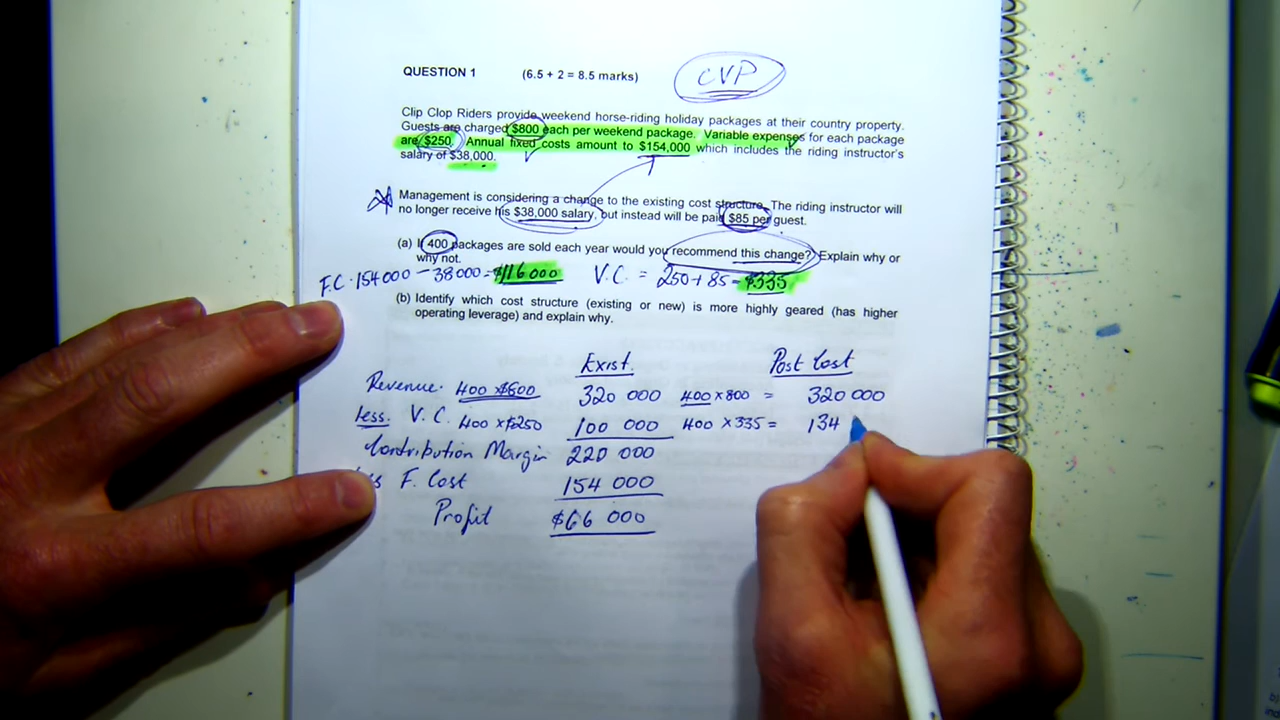 QUESTION 1 (6.5 + 2 = 8.5 marks) CVP
Clip Clop Riders provide weekend horse-riding holiday packages at their country property.
Guests are charged $800 each per weekend package. Variable expenses for each package
are $250. Annual fixed costs amount to $154,000 which includes the riding instructor's
salary of $38,000.
Management is considering a change to the existing cost structure. The riding instructor will
no longer receive his $38,000 salary, but instead will be paid $85 per guest.
(a) If 400 packages are sold each year would you recommend this change? Explain why or
why not.
F.C. 154 000 - 38 000 = $116 000 V.C. = 250 + 85 = $335
(b) Identify which cost structure (existing or new) is more highly geared (has higher
operating leverage) and explain why.
Exist. Post Cost
Revenue. 400 x $800 320 000 400 x 800 = 320 000
Less. V.C. 400 x $250 100 000 400 x 335 = 134
Contribution Margin 220 000
F. Cost 154 000
Profit $66 000